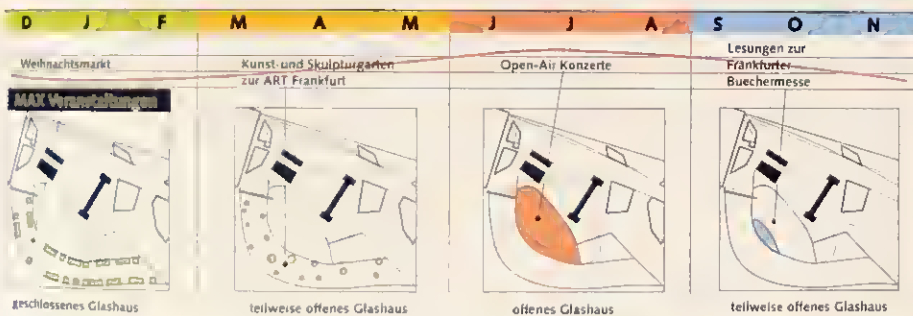 D J F M A M J J A S O N
Weihnachtsmarkt
Kunst-und Skulpturgarten
zur ART Frankfurt
Open-Air Konzerte
Lesungen zur
Frankfurter
Buechermesse
MAX Veranstaltungen
geschlossenes Glashaus
teilweise offenes Glashaus
offenes Glashaus
teilweise offenes Glashaus